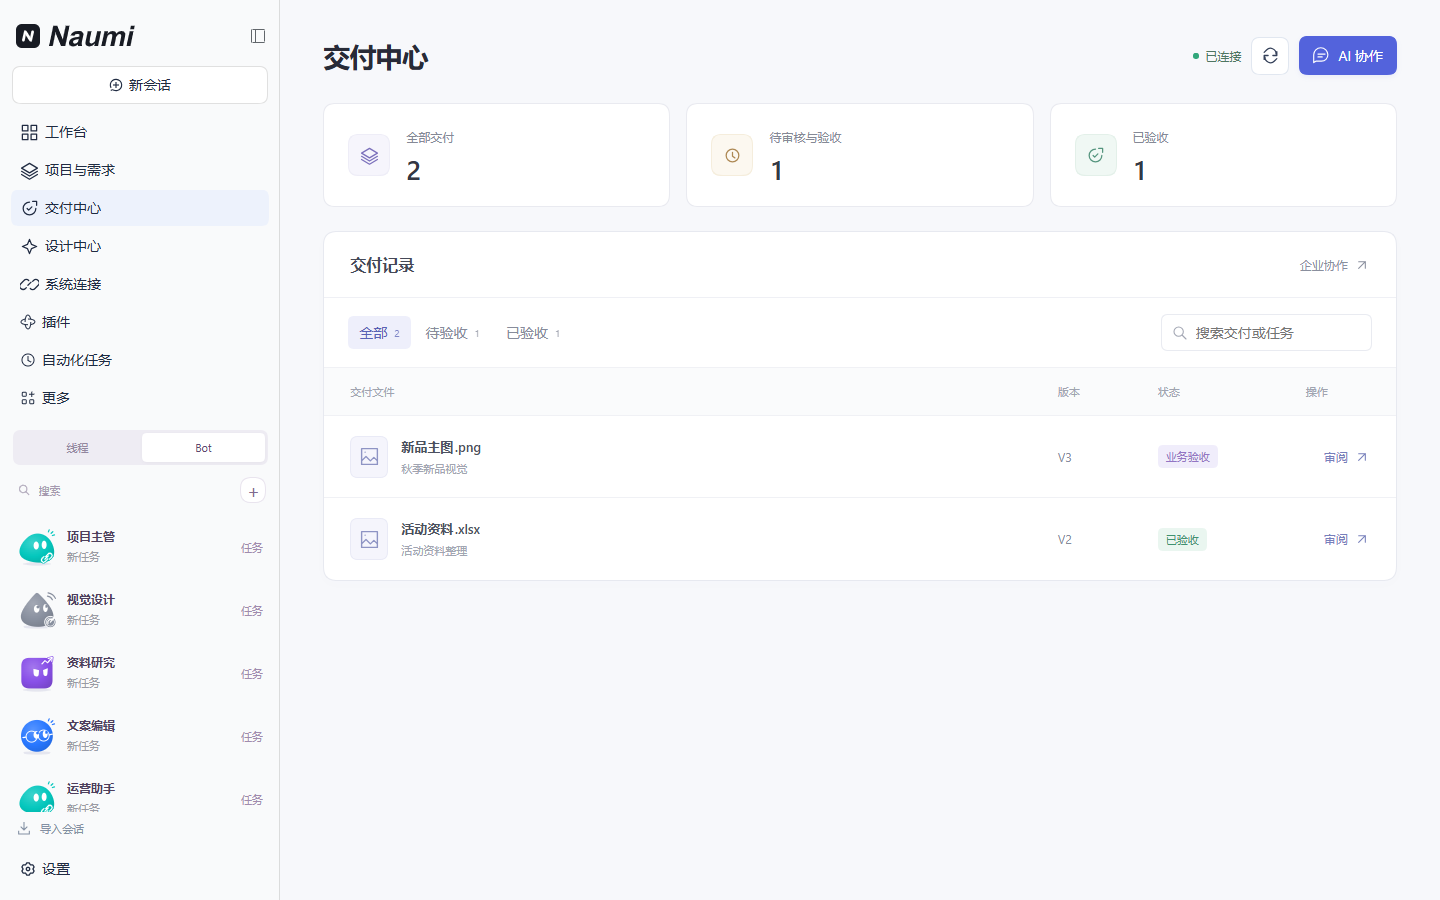 Naumi
新会话
工作台
项目与需求
交付中心
设计中心
系统连接
插件
自动化任务
更多
线程 Bot
搜索
项目主管
新任务
任务
视觉设计
新任务
任务
资料研究
新任务
任务
文案编辑
新任务
任务
运营助手
新任务
任务
导入会话
设置
交付中心
已连接
AI 协作
全部交付
2
待审核与验收
1
已验收
1
交付记录
企业协作
全部 2 待验收 1 已验收 1
搜索交付或任务
交付文件 版本 状态 操作
新品主图.png
秋季新品视觉
V3 业务验收 审阅
活动资料.xlsx
活动资料整理
V2 已验收 审阅